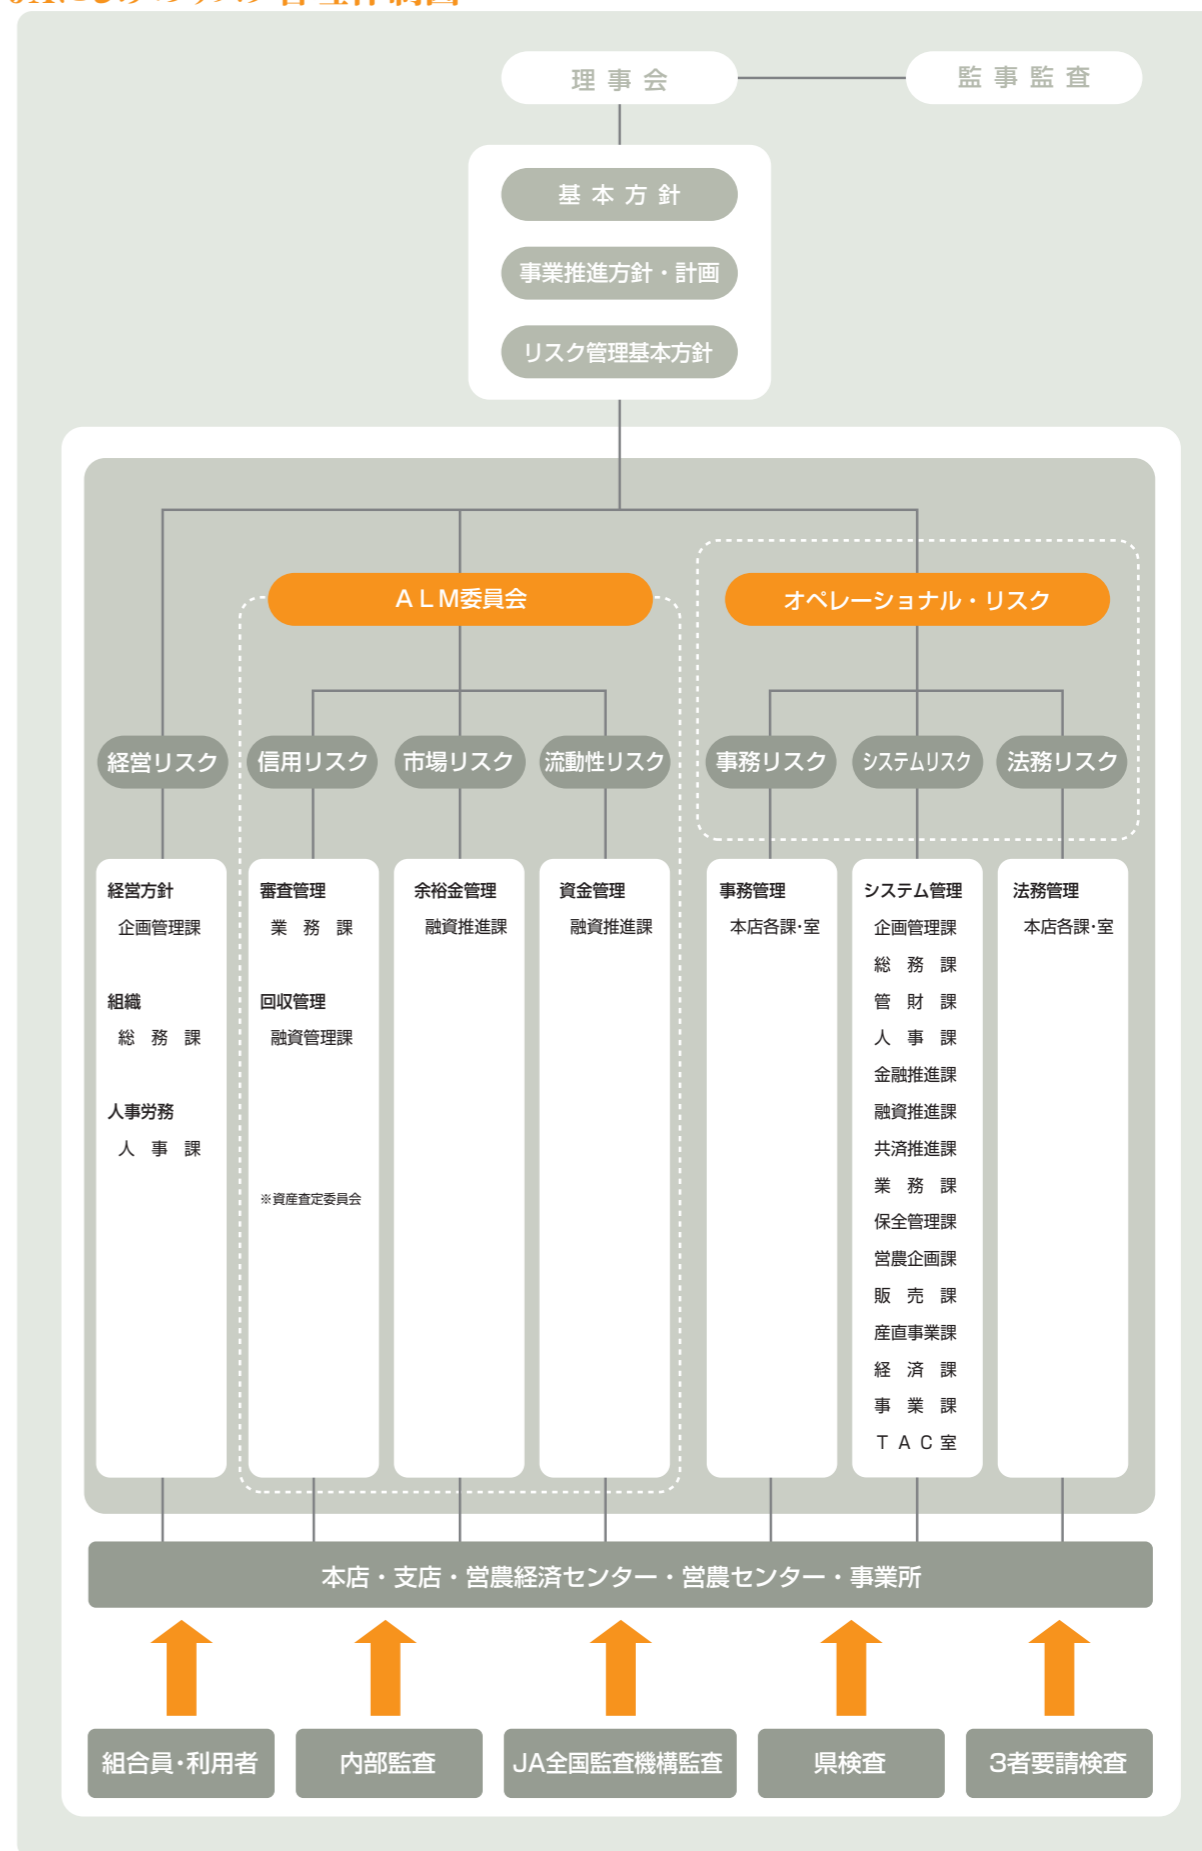 理事会
監事監査
基本方針
事業推進方針・計画
リスク管理基本方針
ALM委員会
オペレーショナル・リスク
経営リスク
信用リスク
市場リスク
流動性リスク
事務リスク
システムリスク
法務リスク
経営方針
企画管理課
組織
総務課
人事労務
人事課
審査管理
業務課
回収管理
融資管理課
※資産査定委員会
余裕金管理
融資推進課
資金管理
融資推進課
事務管理
本店各課・室
システム管理
企画管理課
総務課
管財課
人事課
金融推進課
融資推進課
共済推進課
業務課
保全管理課
営農企画課
販売課
産直事業課
経済課
事業課
TAC室
法務管理
本店各課・室
本店・支店・営農経済センター・営農センター・事業所
組合員・利用者
内部監査
JA全国監査機構監査
県検査
3者要請検査